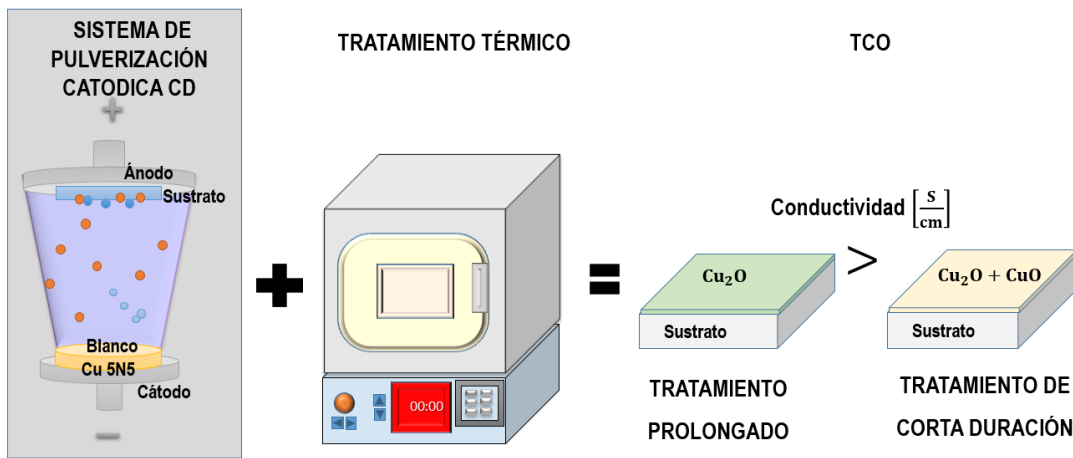 SISTEMA DE
PULVERIZACIÓN
CATODICA CD
+
Ánodo
Sustrato
Blanco
Cu 5N5
Cátodo
−
+
TRATAMIENTO TÉRMICO
00:00
=
TCO
Conductividad [S/cm]
Cu₂O
>
Cu₂O + CuO
Sustrato
Sustrato
TRATAMIENTO
PROLONGADO
TRATAMIENTO DE
CORTA DURACIÓN